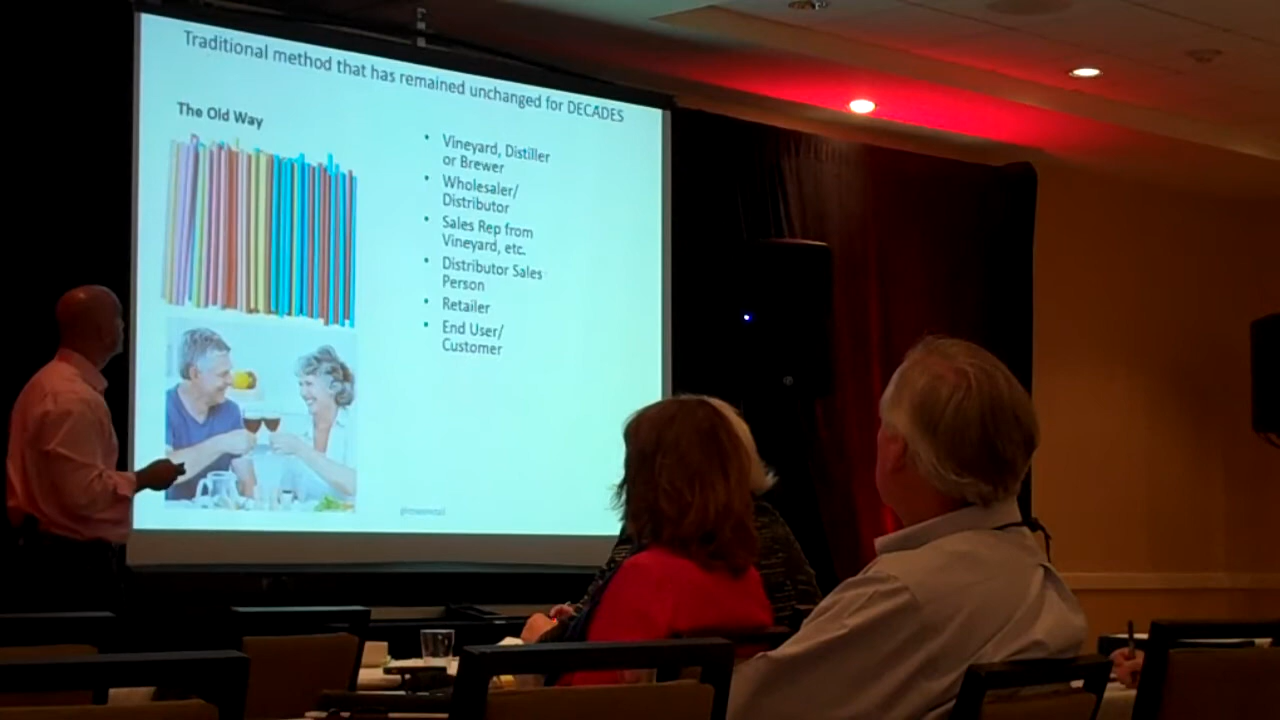 Traditional method that has remained unchanged for DECADES
The Old Way
• Vineyard, Distiller
or Brewer
• Wholesaler/
Distributor
• Sales Rep from
Vineyard, etc.
• Distributor Sales
Person
• Retailer
• End User/
Customer